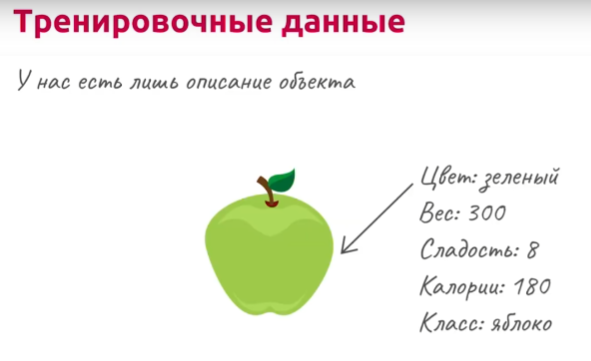 Тренировочные данные
У нас есть лишь описание объекта
Цвет: зеленый
Вес: 300
Сладость: 8
Калории: 180
Класс: яблоко